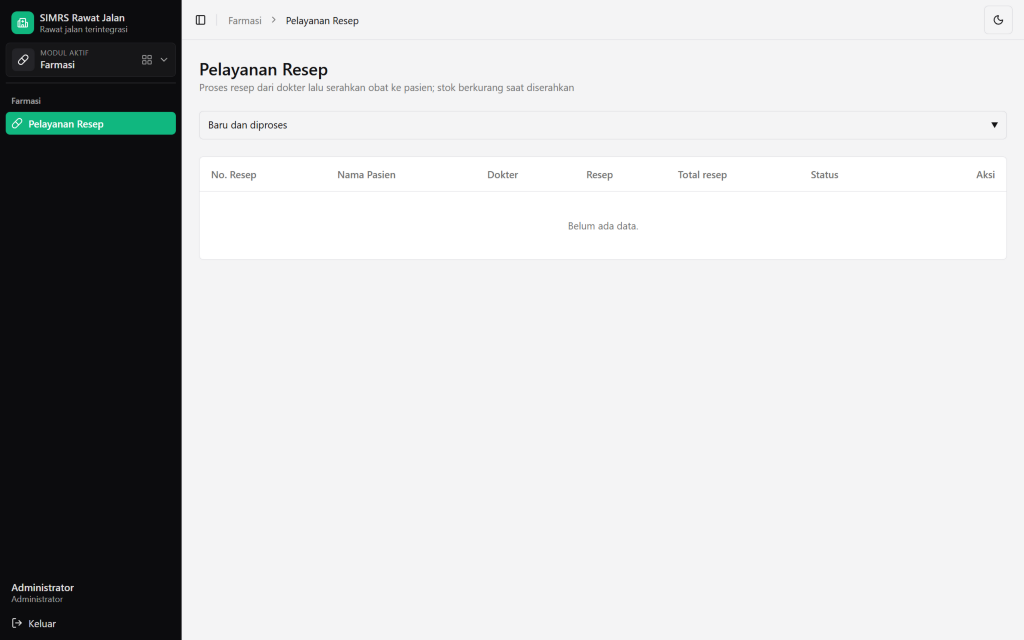 SIMRS Rawat Jalan
Rawat jalan terintegrasi
MODUL AKTIF
Farmasi
Farmasi
Pelayanan Resep
Administrator
Administrator
Keluar
Farmasi > Pelayanan Resep
Pelayanan Resep
Proses resep dari dokter lalu serahkan obat ke pasien; stok berkurang saat diserahkan
Baru dan diproses
No. Resep Nama Pasien Dokter Resep Total resep Status Aksi
Belum ada data.